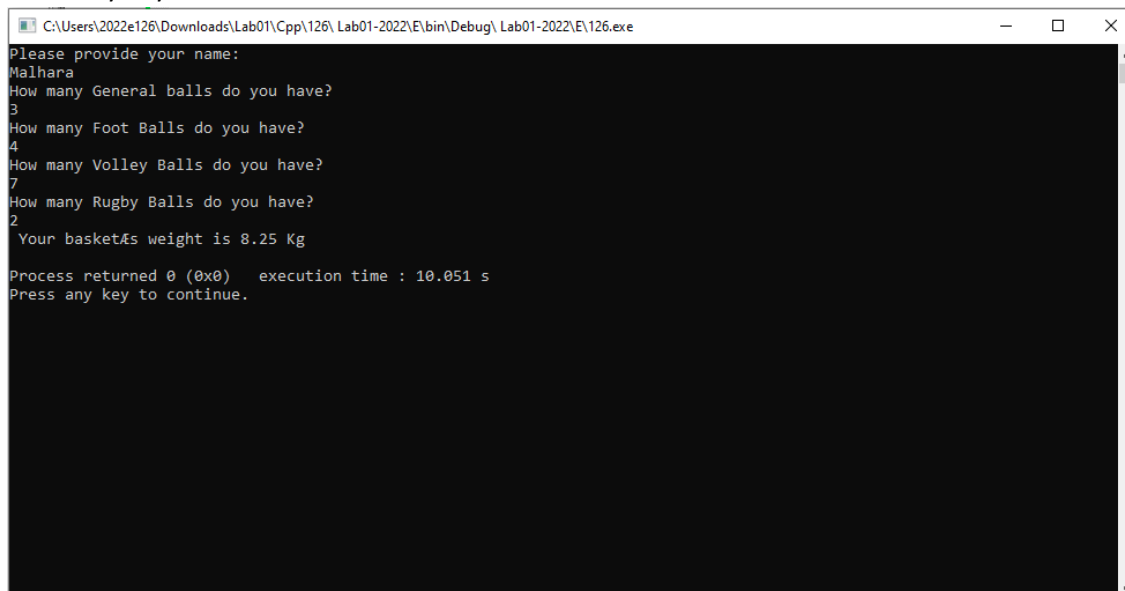 C:\Users\2022e126\Downloads\Lab01\Cpp\126\ Lab01-2022\E\bin\Debug\ Lab01-2022\E\126.exe
Please provide your name:
Malhara
How many General balls do you have?
3
How many Foot Balls do you have?
4
How many Volley Balls do you have?
7
How many Rugby Balls do you have?
2
Your basketÆs weight is 8.25 Kg
Process returned 0 (0x0)   execution time : 10.051 s
Press any key to continue.